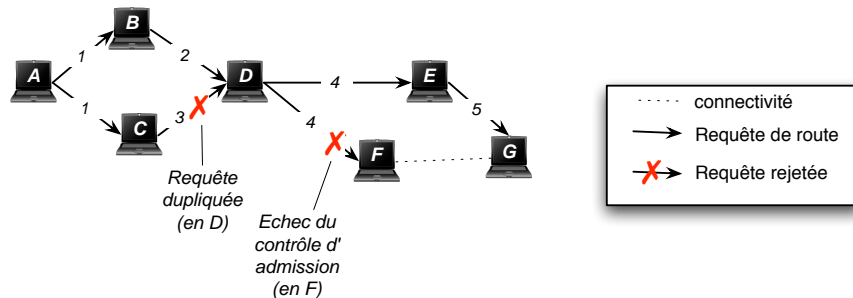 B
1
2
A
D
4
E
1
C
3
4
5
F
G
Requête
dupliquée
(en D)
Echec du
contrôle d'
admission
(en F)
connectivité
Requête de route
Requête rejetée